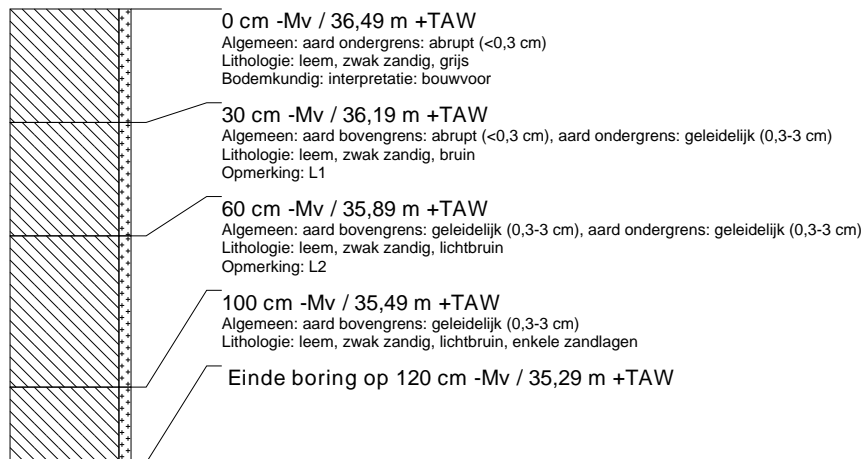 0 cm -Mv / 36,49 m +TAW
Algemeen: aard ondergrens: abrupt (<0,3 cm)
Lithologie: leem, zwak zandig, grijs
Bodemkundig: interpretatie: bouwvoor
30 cm -Mv / 36,19 m +TAW
Algemeen: aard bovengrens: abrupt (<0,3 cm), aard ondergrens: geleidelijk (0,3-3 cm)
Lithologie: leem, zwak zandig, bruin
Opmerking: L1
60 cm -Mv / 35,89 m +TAW
Algemeen: aard bovengrens: geleidelijk (0,3-3 cm), aard ondergrens: geleidelijk (0,3-3 cm)
Lithologie: leem, zwak zandig, lichtbruin
Opmerking: L2
100 cm -Mv / 35,49 m +TAW
Algemeen: aard bovengrens: geleidelijk (0,3-3 cm)
Lithologie: leem, zwak zandig, lichtbruin, enkele zandlagen
Einde boring op 120 cm -Mv / 35,29 m +TAW